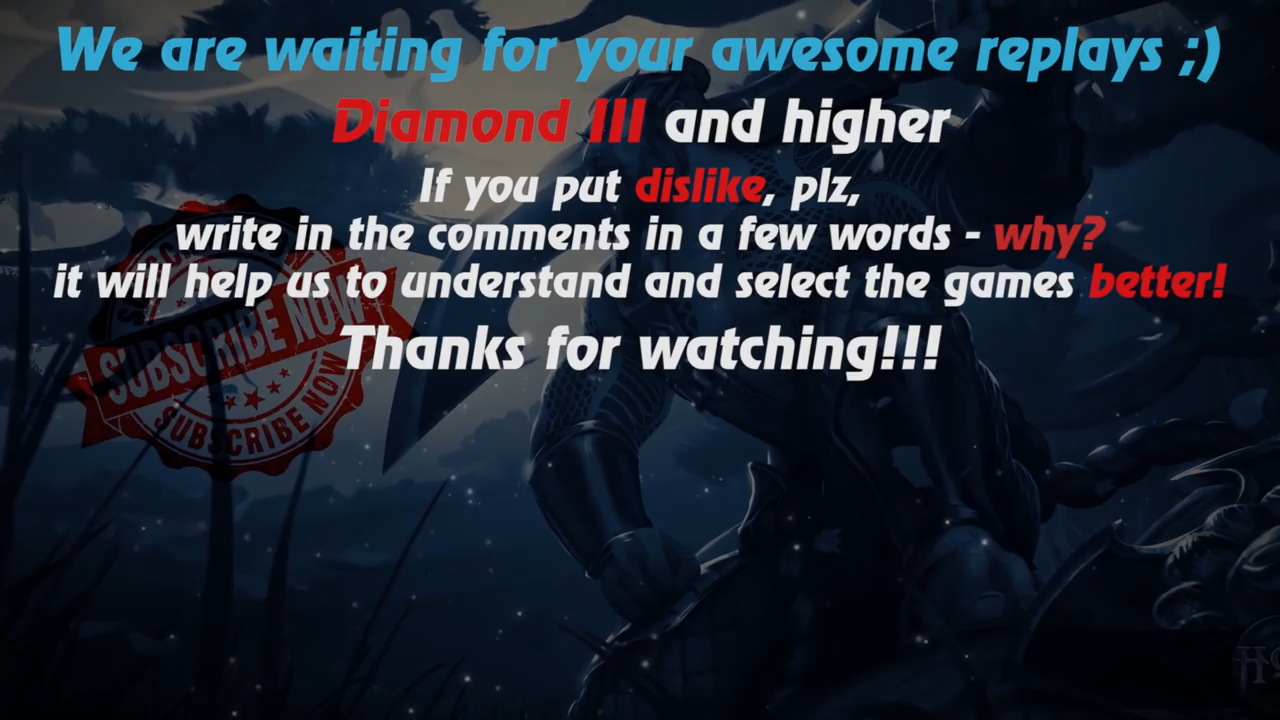 We are waiting for your awesome replays ;)
Diamond III and higher
If you put dislike, plz,
write in the comments in a few words - why?
it will help us to understand and select the games better!
Thanks for watching!!!
SUBSCRIBE NOW
SUBSCRIBE NOW